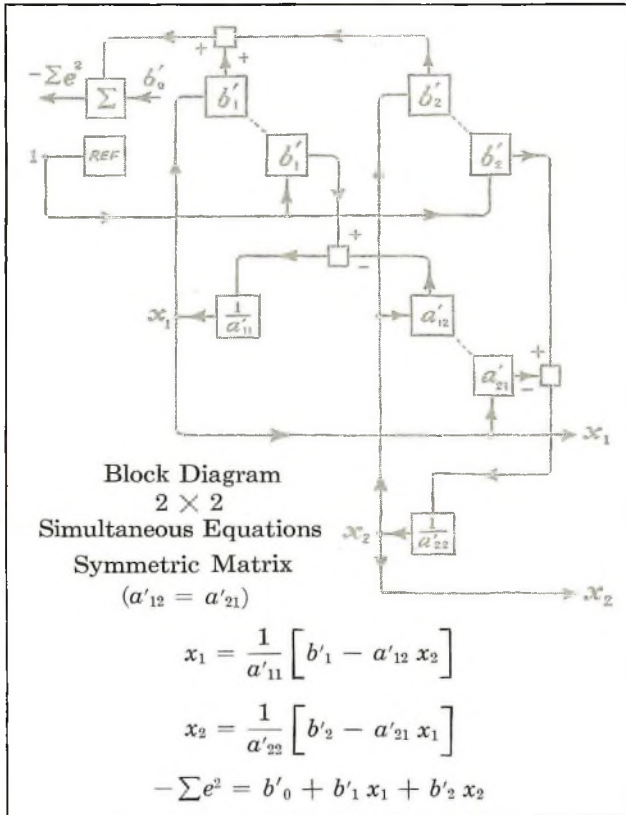 +
+
−Σe²
Σ
b′₀
b′₁
b′₂
1
REF
b′₁
b′₂
+
−
x₁
1/a′₁₁
a′₁₂
a′₂₁
+
−
x₁
Block Diagram
2 × 2
Simultaneous Equations
Symmetric Matrix
(a′₁₂ = a′₂₁)
x₂
1/a′₂₂
x₂
x₁ = 1/a′₁₁ [b′₁ − a′₁₂ x₂]
x₂ = 1/a′₂₂ [b′₂ − a′₂₁ x₁]
−Σe² = b′₀ + b′₁ x₁ + b′₂ x₂